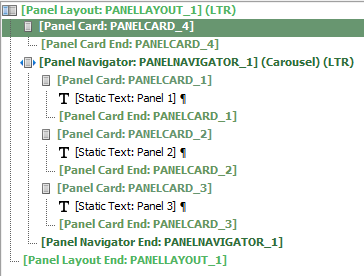 [Panel Layout: PANELLAYOUT_1] (LTR)
[Panel Card: PANELCARD_4]
[Panel Card End: PANELCARD_4]
[Panel Navigator: PANELNAVIGATOR_1] (Carousel) (LTR)
[Panel Card: PANELCARD_1]
T [Static Text: Panel 1] ¶
[Panel Card End: PANELCARD_1]
[Panel Card: PANELCARD_2]
T [Static Text: Panel 2] ¶
[Panel Card End: PANELCARD_2]
[Panel Card: PANELCARD_3]
T [Static Text: Panel 3] ¶
[Panel Card End: PANELCARD_3]
[Panel Navigator End: PANELNAVIGATOR_1]
[Panel Layout End: PANELLAYOUT_1]